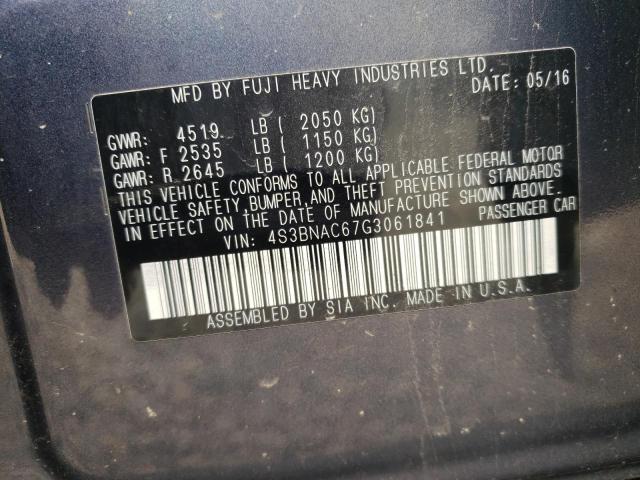 MFD BY FUJI HEAVY INDUSTRIES LTD.
DATE: 05/16
GVWR: 4519 LB ( 2050 KG)
GAWR: F 2535 LB ( 1150 KG)
GAWR: R 2645 LB ( 1200 KG)
THIS VEHICLE CONFORMS TO ALL APPLICABLE FEDERAL MOTOR
VEHICLE SAFETY, BUMPER, AND THEFT PREVENTION STANDARDS
IN EFFECT ON THE DATE OF MANUFACTURE SHOWN ABOVE.
VIN: 4S3BNAC67G3061841 PASSENGER CAR
ASSEMBLED BY SIA INC. MADE IN U.S.A.